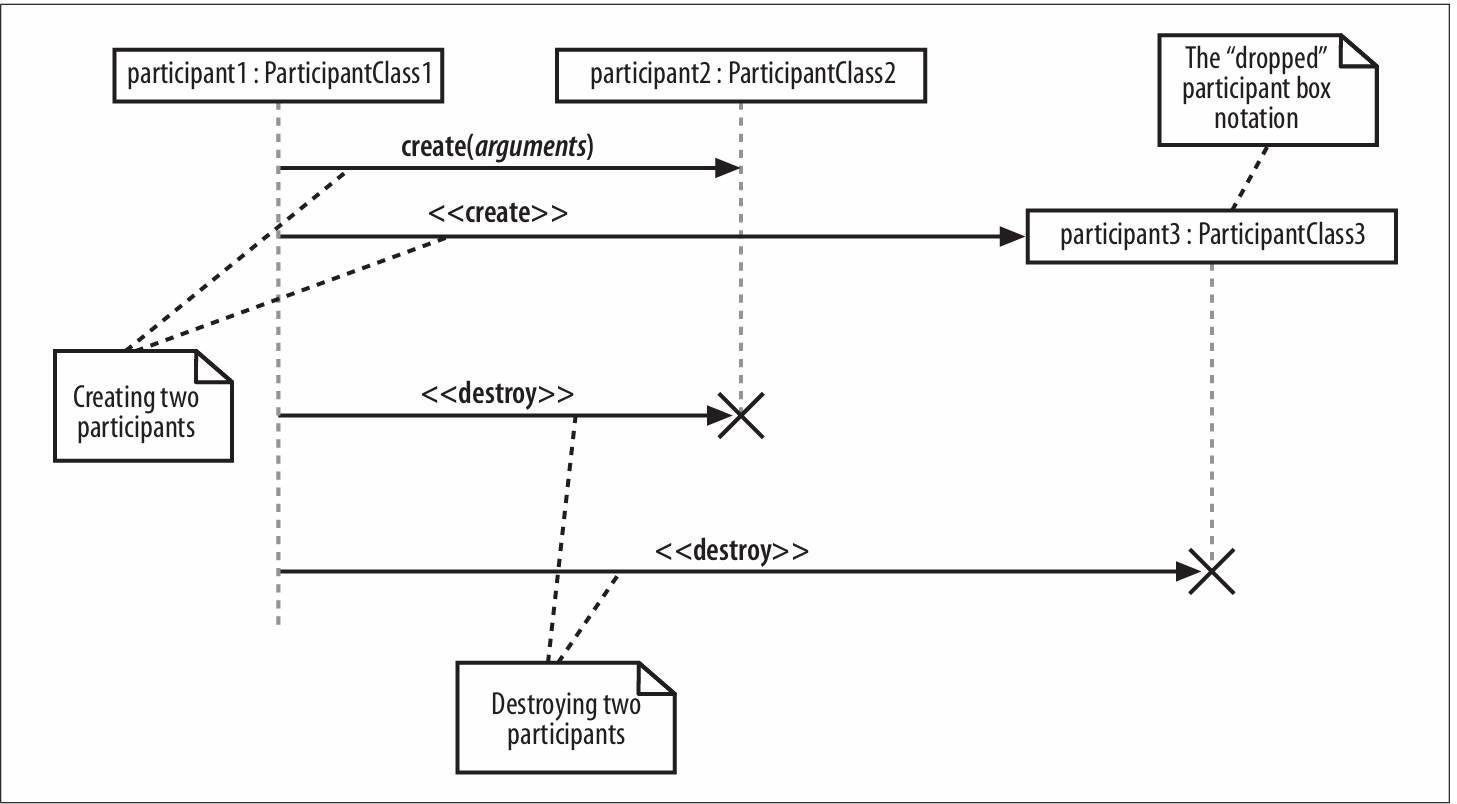 participant1 : ParticipantClass1
participant2 : ParticipantClass2
The “dropped”
participant box
notation
create(arguments)
<<create>>
participant3 : ParticipantClass3
Creating two
participants
<<destroy>>
<<destroy>>
Destroying two
participants